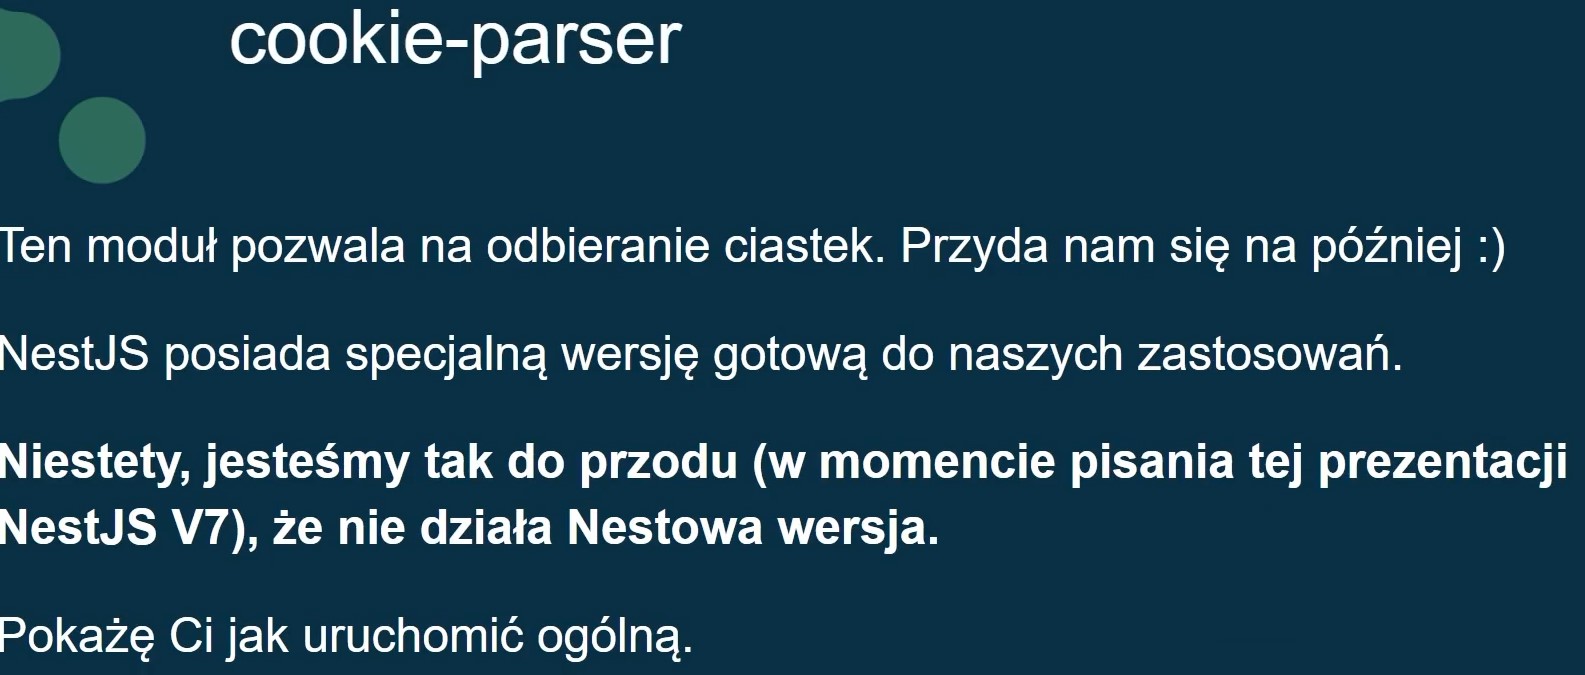 cookie-parser
Ten moduł pozwala na odbieranie ciastek. Przyda nam się na później :)
NestJS posiada specjalną wersję gotową do naszych zastosowań.
Niestety, jesteśmy tak do przodu (w momencie pisania tej prezentacji
NestJS V7), że nie działa Nestowa wersja.
Pokażę Ci jak uruchomić ogólną.